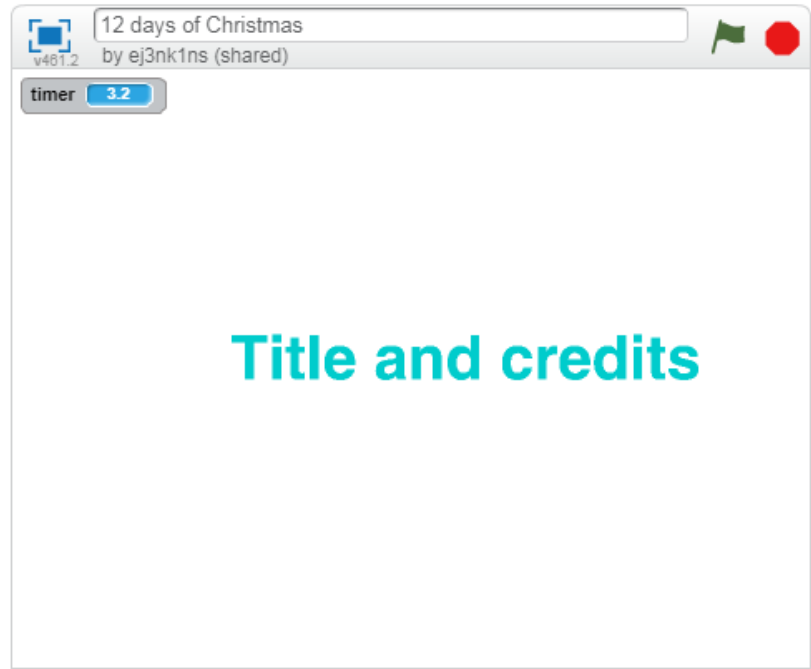 12 days of Christmas
v461.2
by ej3nk1ns (shared)
timer 3.2
Title and credits